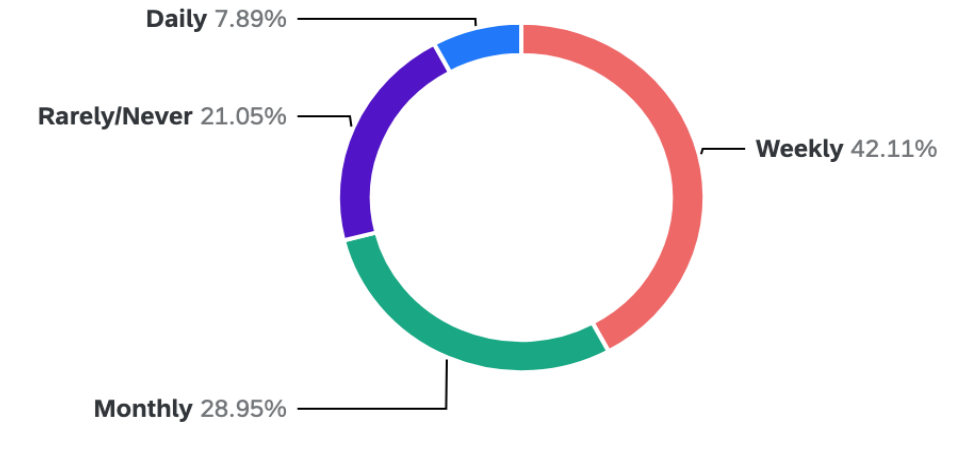 Daily 7.89%
Rarely/Never 21.05%
Weekly 42.11%
Monthly 28.95%